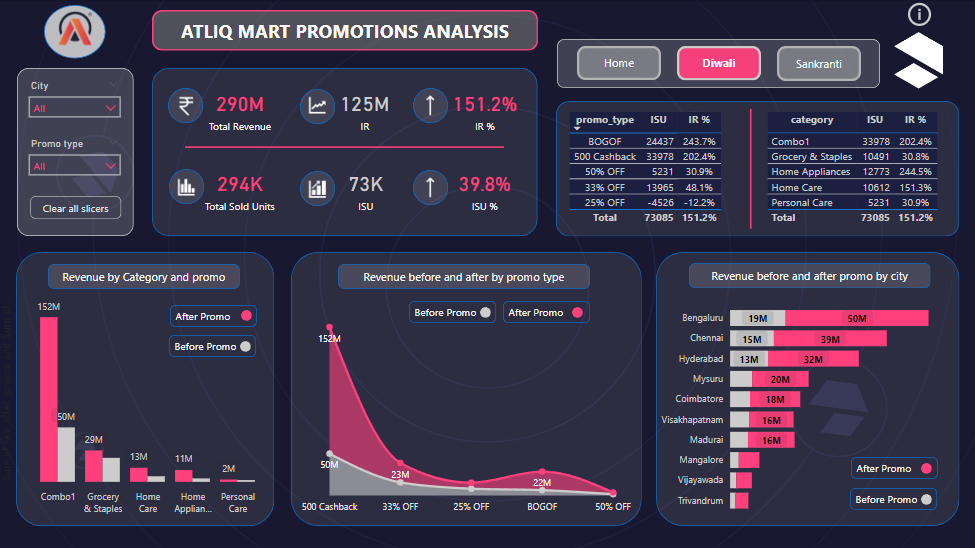 ATLIQ MART PROMOTIONS ANALYSIS
i
Home
Diwali
Sankranti
City
All
Promo type
All
Clear all slicers
290M
Total Revenue
125M
IR
151.2%
IR %
294K
Total Sold Units
73K
ISU
39.8%
ISU %
promo_type ISU IR %
BOGOF 24437 243.7%
500 Cashback 33978 202.4%
50% OFF 5231 30.9%
33% OFF 13965 48.1%
25% OFF -4526 -12.2%
Total 73085 151.2%
category ISU IR %
Combo1 33978 202.4%
Grocery & Staples 10491 30.8%
Home Appliances 12773 244.5%
Home Care 10612 151.3%
Personal Care 5231 30.9%
Total 73085 151.2%
Revenue by Category and promo
After Promo
Before Promo
152M
50M
29M
13M
11M
2M
Combo1
Grocery
& Staples
Home
Care
Home
Applian...
Personal
Care
Revenue before and after by promo type
Before Promo
After Promo
152M
50M
23M
22M
500 Cashback
33% OFF
25% OFF
BOGOF
50% OFF
Revenue before and after promo by city
Bengaluru 19M 50M
Chennai 15M 39M
Hyderabad 13M 32M
Mysuru 20M
Coimbatore 18M
Visakhapatnam 16M
Madurai 16M
Mangalore
Vijayawada
Trivandrum
After Promo
Before Promo